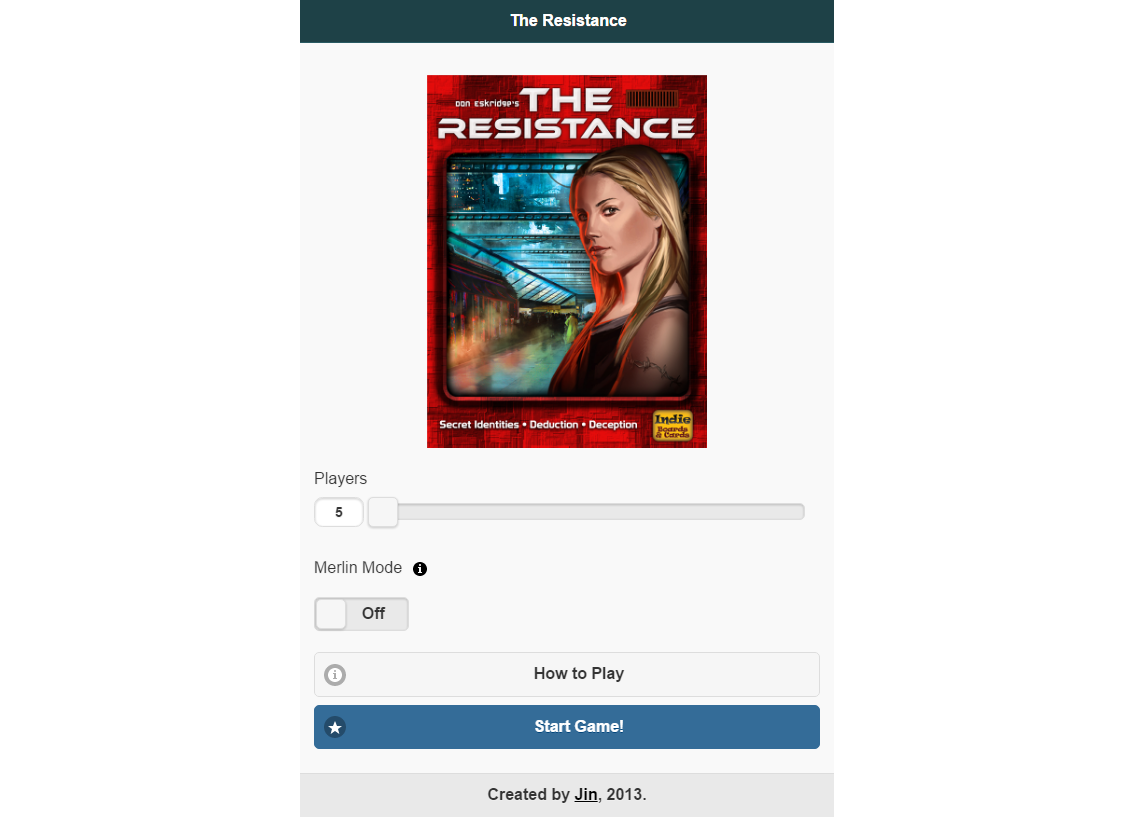 The Resistance
Don Eskridge's THE
RESISTANCE
Secret Identities • Deduction • Deception
Indie
Boards
& Cards
Players
5
Merlin Mode
Off
How to Play
Start Game!
Created by Jin, 2013.